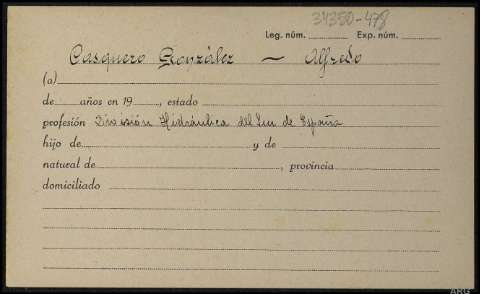 34350-478
Leg. núm. Exp. núm.
Casquero González — Alfredo
(a)
de años en 19 , estado
profesión División Hidráulica del Sur de España
hijo de y de
natural de , provincia
domiciliado
ARG